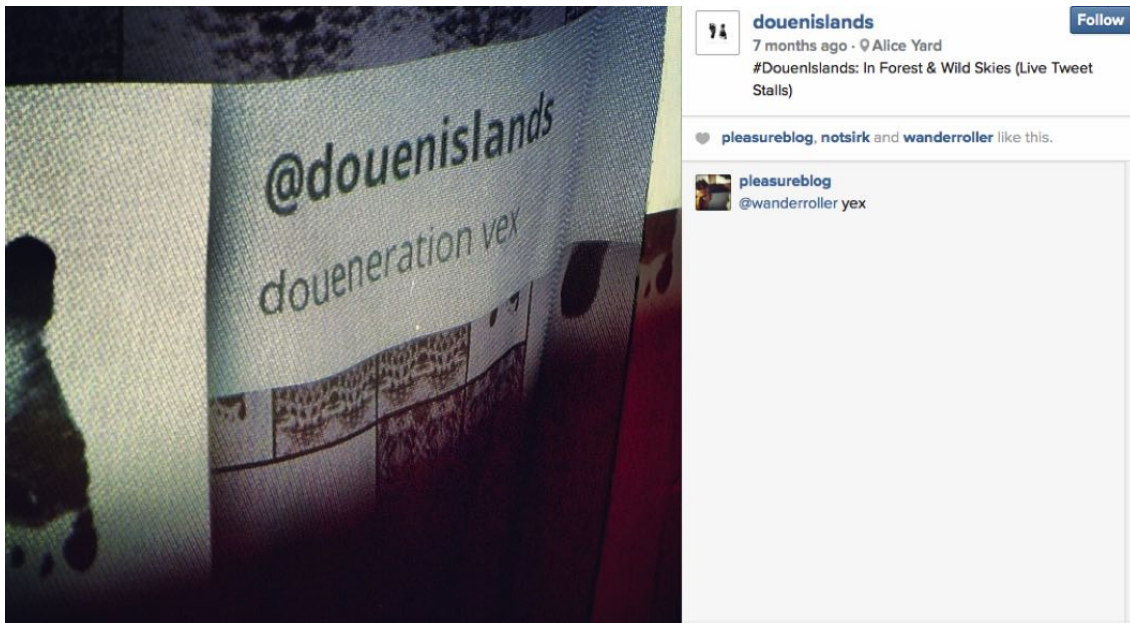 @douenislands
doueneration vex
douenislands
Follow
7 months ago · Alice Yard
#DouenIslands: In Forest & Wild Skies (Live Tweet
Stalls)
pleasureblog, notsirk and wanderroller like this.
pleasureblog
@wanderroller yex